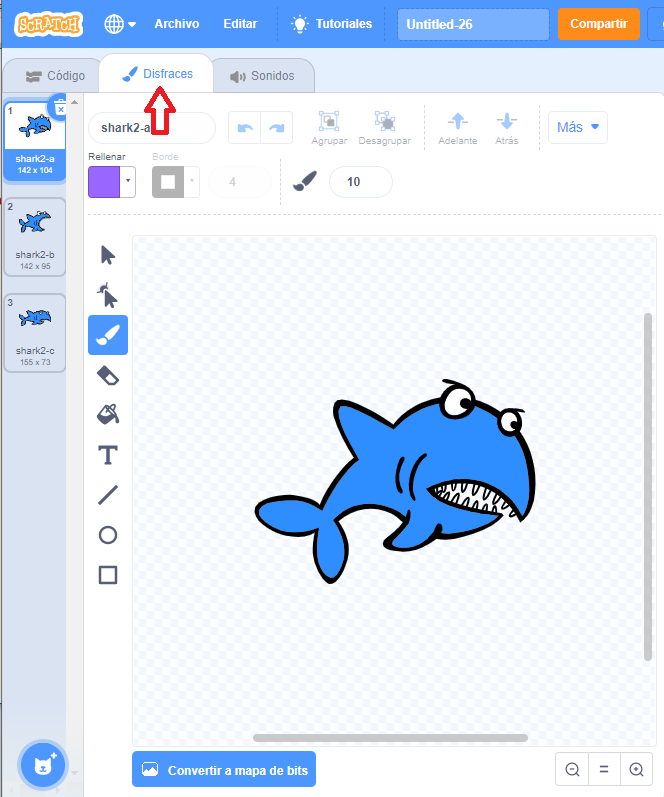 SCRATCH Archivo Editar Tutoriales Untitled-26 Compartir
Código Disfraces Sonidos
1
shark2-a
142 x 104
2
shark2-b
142 x 95
3
shark2-c
155 x 73
shark2-a
Agrupar Desagrupar Adelante Atrás Más
Rellenar Borde
4 10
T
Convertir a mapa de bits